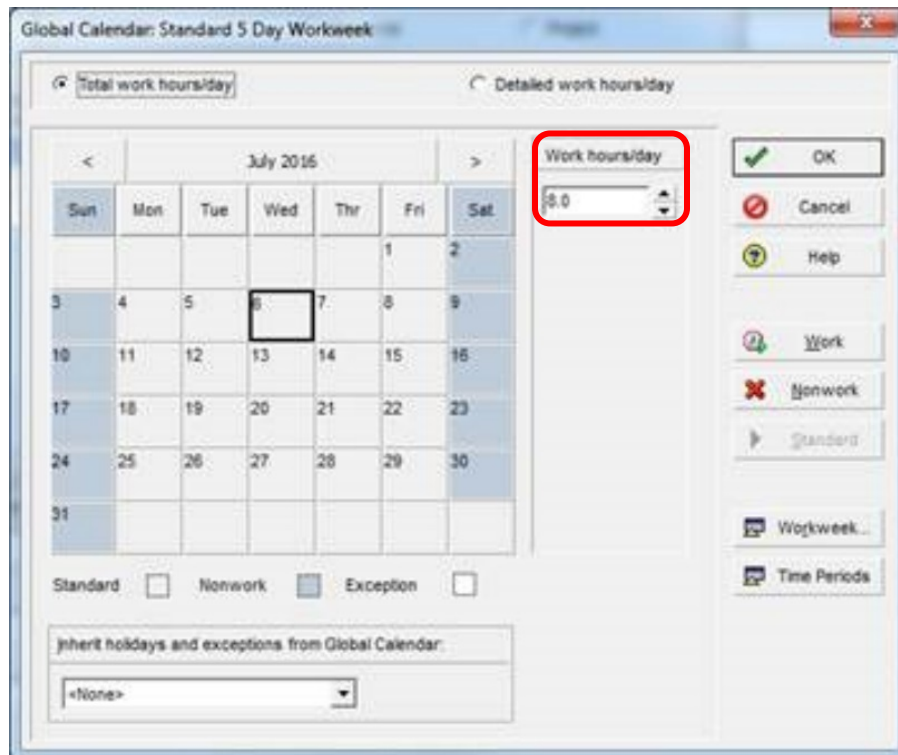 Global Calendar: Standard 5 Day Workweek
Total work hours/day Detailed work hours/day
< July 2016 >
Sun Mon Tue Wed Thr Fri Sat
1 2
3 4 5 6 7 8 9
10 11 12 13 14 15 16
17 18 19 20 21 22 23
24 25 26 27 28 29 30
31
Standard Nonwork Exception
Inherit holidays and exceptions from Global Calendar:
<None>
Work hours/day
8.0
OK
Cancel
Help
Work
Nonwork
Standard
Workweek...
Time Periods